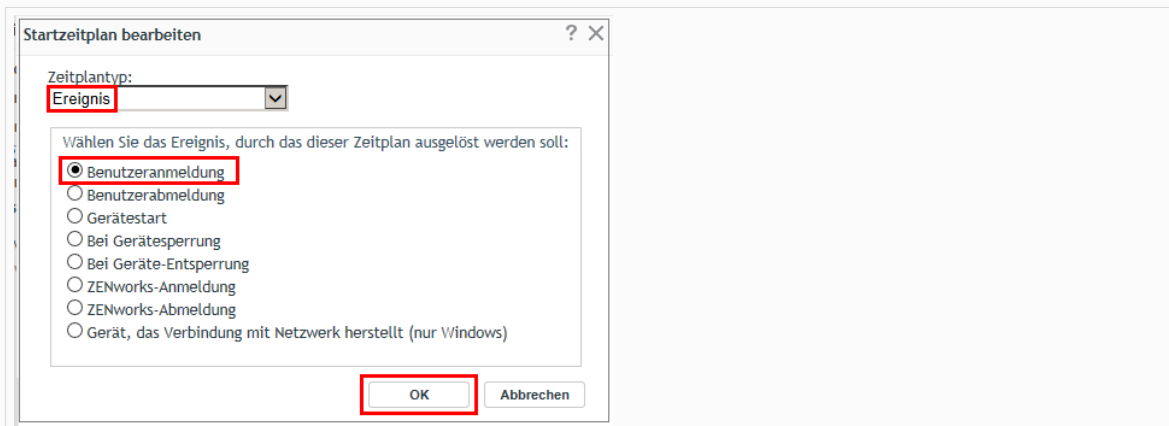 Startzeitplan bearbeiten ?
Zeitplantyp:
Ereignis
Wählen Sie das Ereignis, durch das dieser Zeitplan ausgelöst werden soll:
Benutzeranmeldung
Benutzerabmeldung
Gerätestart
Bei Gerätesperrung
Bei Geräte-Entsperrung
ZENworks-Anmeldung
ZENworks-Abmeldung
Gerät, das Verbindung mit Netzwerk herstellt (nur Windows)
OK Abbrechen